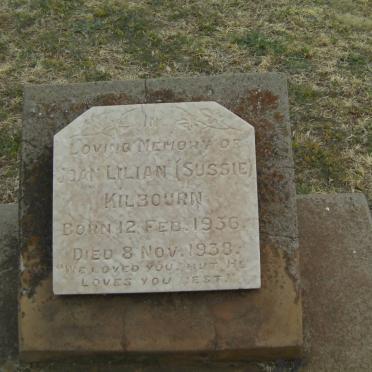 IN
LOVING MEMORY OF
JOAN LILIAN (SUSSIE)
KILBOURN
BORN 12 FEB. 1936.
DIED 8 NOV. 1938.
"WE LOVED YOU, BUT HE
LOVES YOU BEST."